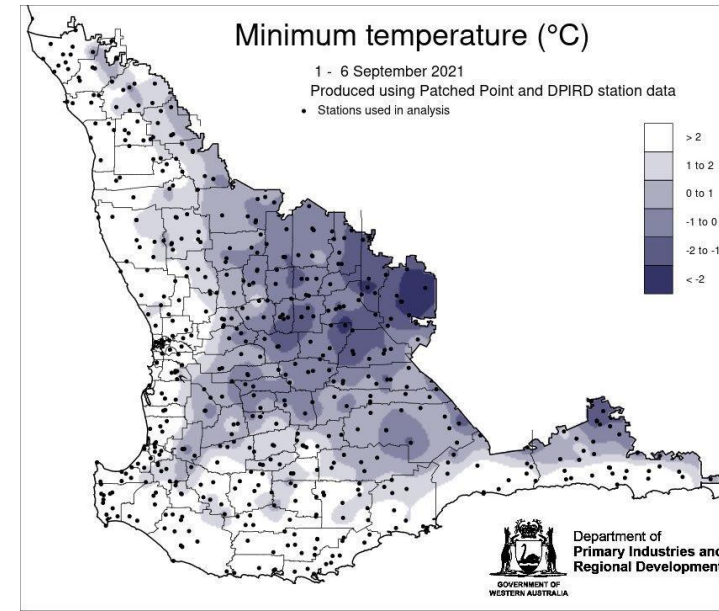 Minimum temperature (°C)
1 - 6 September 2021
Produced using Patched Point and DPIRD station data
• Stations used in analysis
> 2
1 to 2
0 to 1
-1 to 0
-2 to -1
< -2
Department of
Primary Industries and
Regional Development
GOVERNMENT OF
WESTERN AUSTRALIA